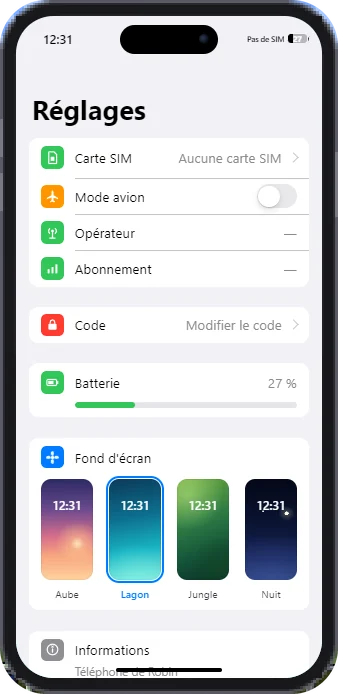 12:31 Pas de SIM 27
Réglages
Carte SIM Aucune carte SIM
Mode avion
Opérateur —
Abonnement —
Code Modifier le code
Batterie 27 %
Fond d'écran
12:31 12:31 12:31 12:31
Aube Lagon Jungle Nuit
Informations
Téléphone de Robin